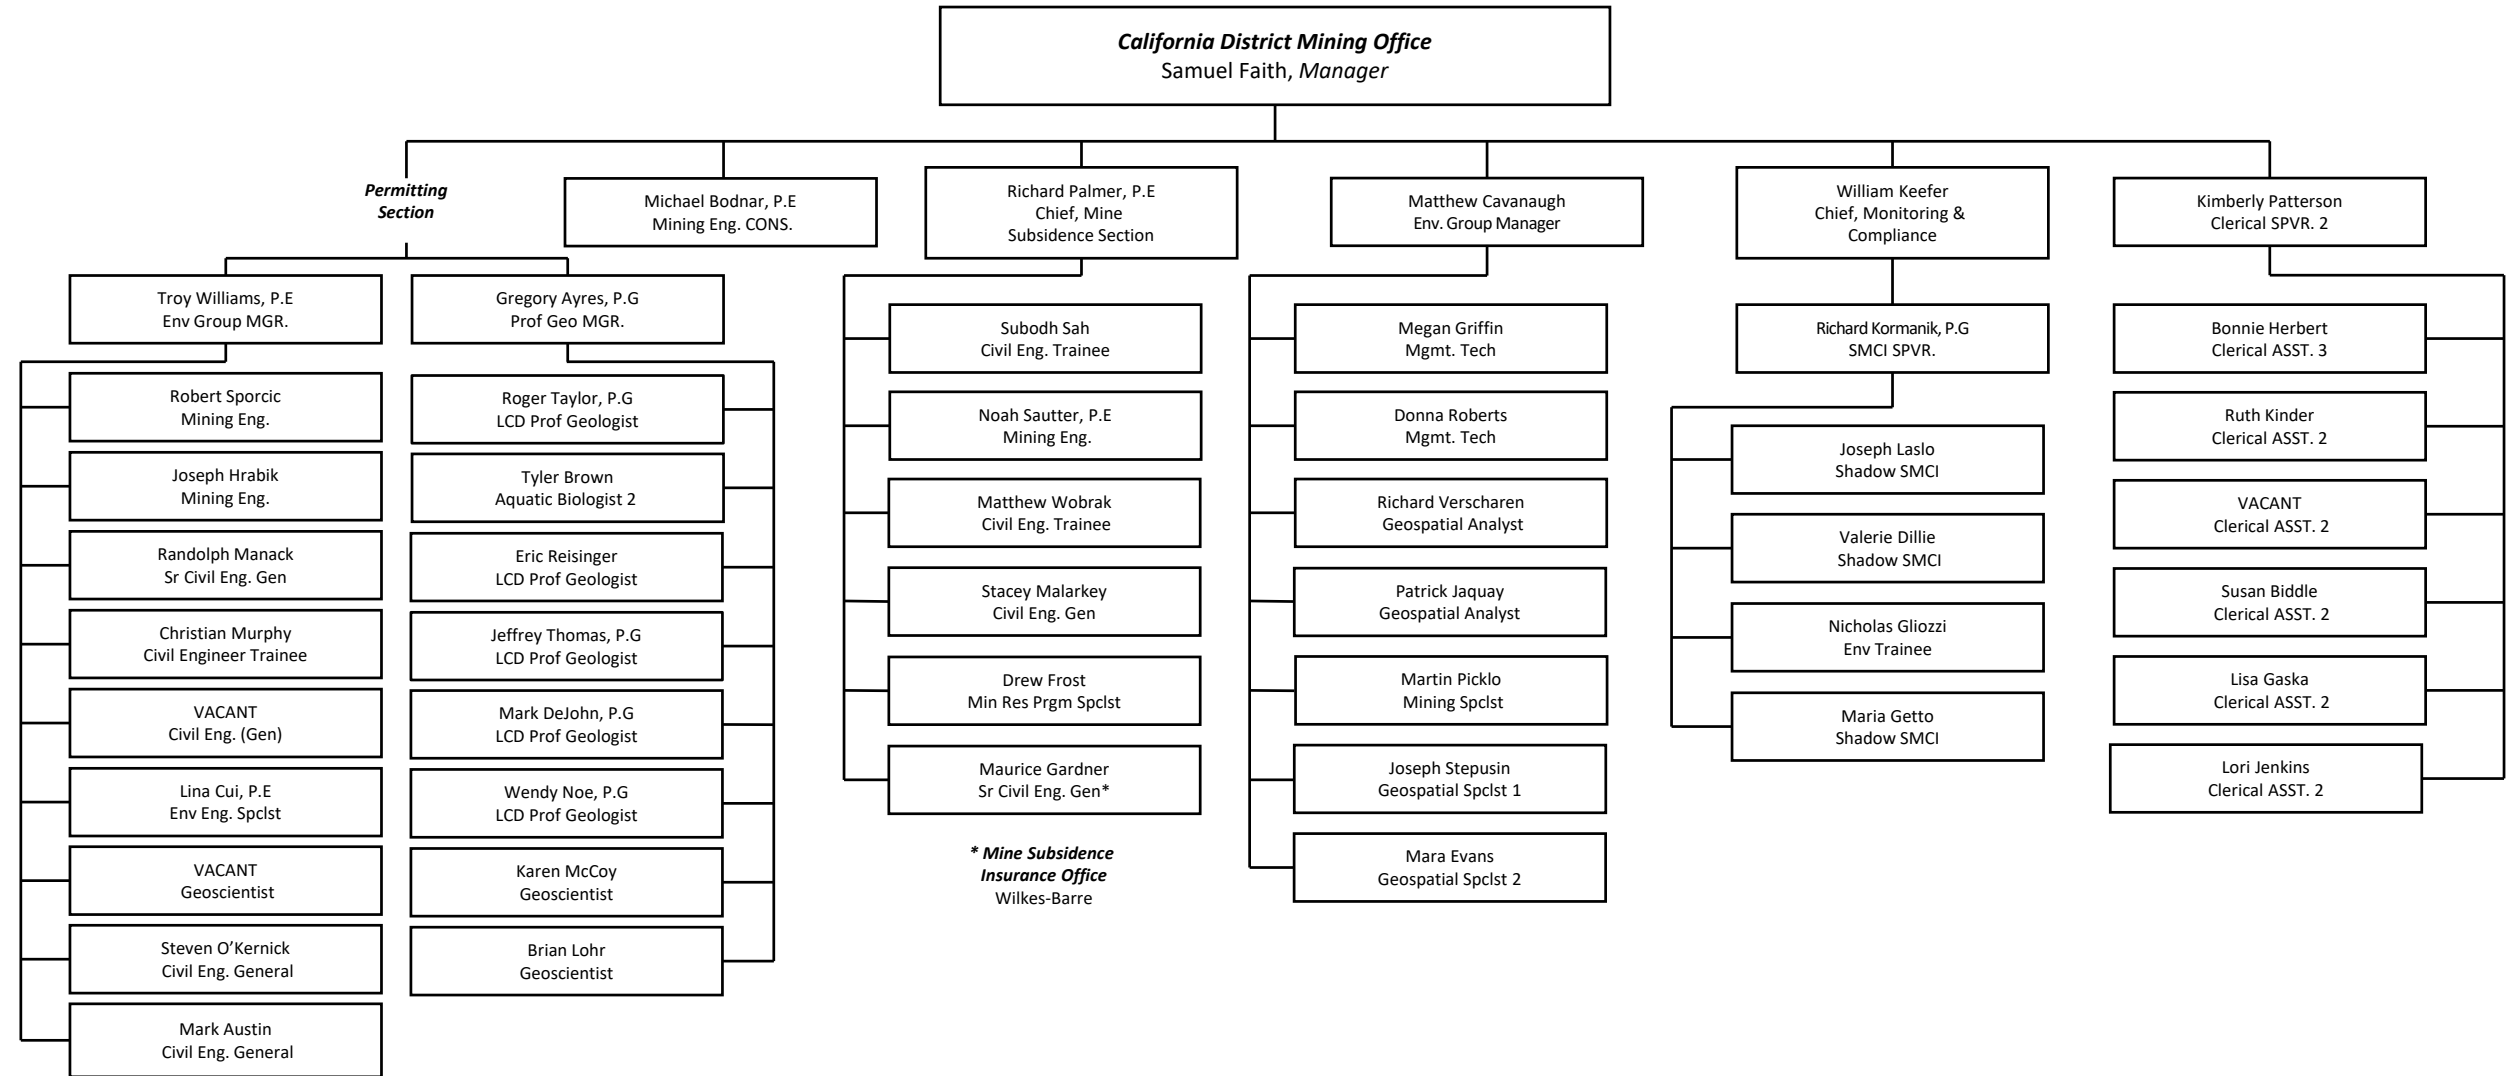 California District Mining Office
Samuel Faith, Manager
Permitting
Section
Michael Bodnar, P.E
Mining Eng. CONS.
Richard Palmer, P.E
Chief, Mine
Subsidence Section
Matthew Cavanaugh
Env. Group Manager
William Keefer
Chief, Monitoring &
Compliance
Kimberly Patterson
Clerical SPVR. 2
Troy Williams, P.E
Env Group MGR.
Robert Sporcic
Mining Eng.
Joseph Hrabik
Mining Eng.
Randolph Manack
Sr Civil Eng. Gen
Christian Murphy
Civil Engineer Trainee
VACANT
Civil Eng. (Gen)
Lina Cui, P.E
Env Eng. Spclst
VACANT
Geoscientist
Steven O’Kernick
Civil Eng. General
Mark Austin
Civil Eng. General
Gregory Ayres, P.G
Prof Geo MGR.
Roger Taylor, P.G
LCD Prof Geologist
Tyler Brown
Aquatic Biologist 2
Eric Reisinger
LCD Prof Geologist
Jeffrey Thomas, P.G
LCD Prof Geologist
Mark DeJohn, P.G
LCD Prof Geologist
Wendy Noe, P.G
LCD Prof Geologist
Karen McCoy
Geoscientist
Brian Lohr
Geoscientist
Subodh Sah
Civil Eng. Trainee
Noah Sautter, P.E
Mining Eng.
Matthew Wobrak
Civil Eng. Trainee
Stacey Malarkey
Civil Eng. Gen
Drew Frost
Min Res Prgm Spclst
Maurice Gardner
Sr Civil Eng. Gen*
* Mine Subsidence
Insurance Office
Wilkes-Barre
Megan Griffin
Mgmt. Tech
Donna Roberts
Mgmt. Tech
Richard Verscharen
Geospatial Analyst
Patrick Jaquay
Geospatial Analyst
Martin Picklo
Mining Spclst
Joseph Stepusin
Geospatial Spclst 1
Mara Evans
Geospatial Spclst 2
Richard Kormanik, P.G
SMCI SPVR.
Joseph Laslo
Shadow SMCI
Valerie Dillie
Shadow SMCI
Nicholas Gliozzi
Env Trainee
Maria Getto
Shadow SMCI
Bonnie Herbert
Clerical ASST. 3
Ruth Kinder
Clerical ASST. 2
VACANT
Clerical ASST. 2
Susan Biddle
Clerical ASST. 2
Lisa Gaska
Clerical ASST. 2
Lori Jenkins
Clerical ASST. 2